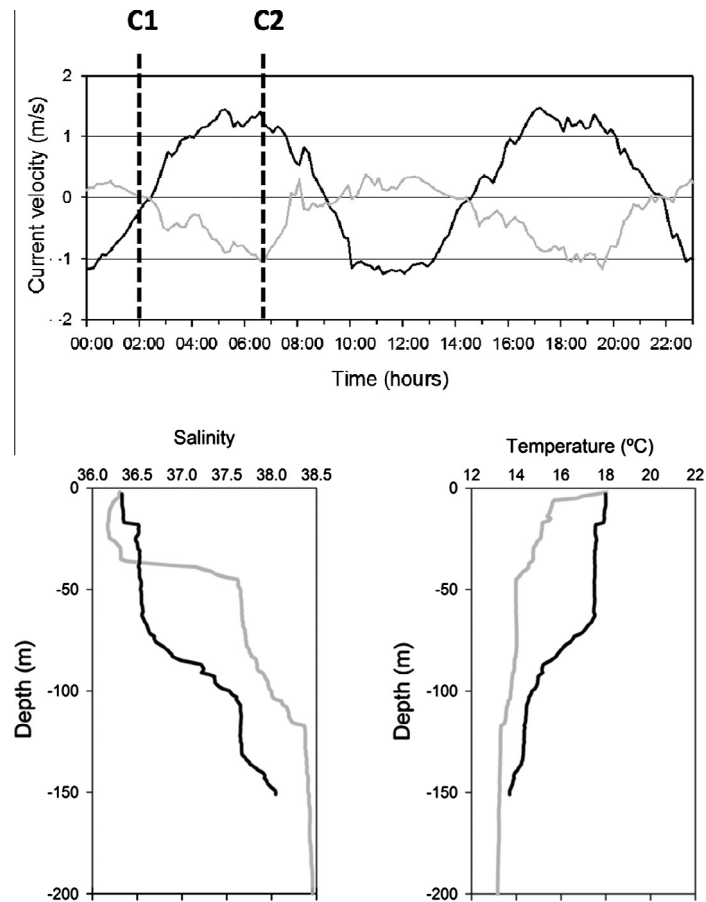 C1 C2
2
1
0
-1
-2
Current velocity (m/s)
00:00 02:00 04:00 06:00 08:00 10:00 12:00 14:00 16:00 18:00 20:00 22:00
Time (hours)
Salinity
36.0 36.5 37.0 37.5 38.0 38.5
0
-50
-100
-150
-200
Depth (m)
Temperature (ºC)
12 14 16 18 20 22
0
-50
-100
-150
-200
Depth (m)